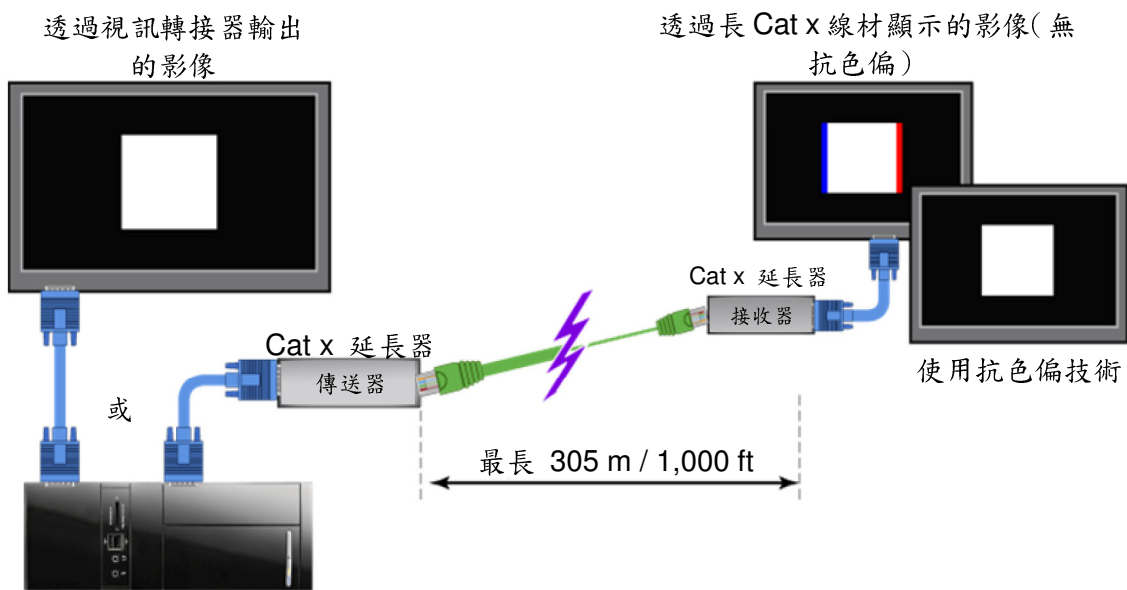 透過視訊轉接器輸出
的影像
透過長 Cat x 線材顯示的影像( 無
抗色偏 )
Cat x 延長器
接收器
Cat x 延長器
傳送器
使用抗色偏技術
或
最長 305 m / 1,000 ft